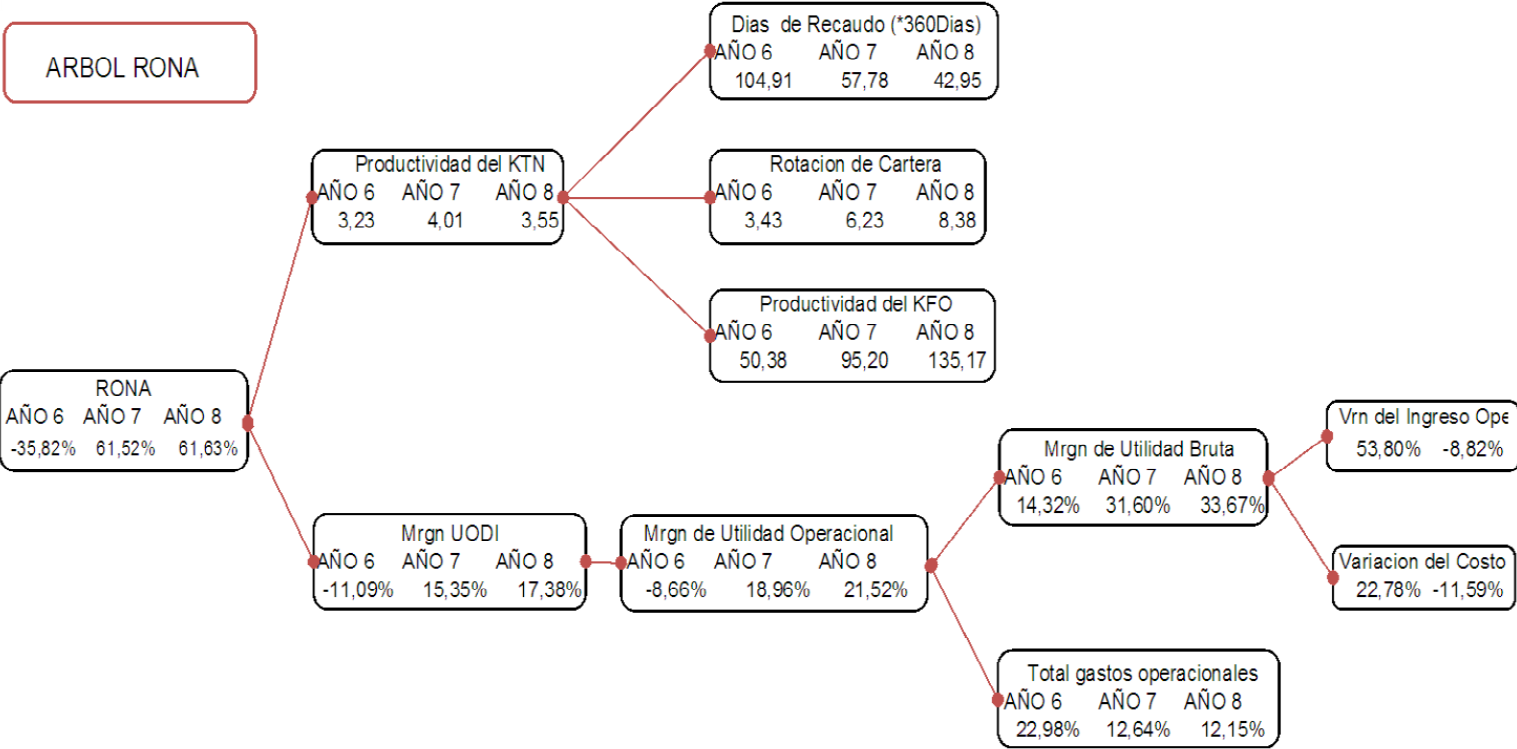 ARBOL RONA
Dias de Recaudo (*360Dias)
AÑO 6 AÑO 7 AÑO 8
104,91 57,78 42,95
Productividad del KTN
AÑO 6 AÑO 7 AÑO 8
3,23 4,01 3,55
Rotacion de Cartera
AÑO 6 AÑO 7 AÑO 8
3,43 6,23 8,38
Productividad del KFO
AÑO 6 AÑO 7 AÑO 8
50,38 95,20 135,17
RONA
AÑO 6 AÑO 7 AÑO 8
-35,82% 61,52% 61,63%
Mrgn UODI
AÑO 6 AÑO 7 AÑO 8
-11,09% 15,35% 17,38%
Mrgn de Utilidad Operacional
AÑO 6 AÑO 7 AÑO 8
-8,66% 18,96% 21,52%
Mrgn de Utilidad Bruta
AÑO 6 AÑO 7 AÑO 8
14,32% 31,60% 33,67%
Vrn del Ingreso Ope
53,80% -8,82%
Variacion del Costo
22,78% -11,59%
Total gastos operacionales
AÑO 6 AÑO 7 AÑO 8
22,98% 12,64% 12,15%